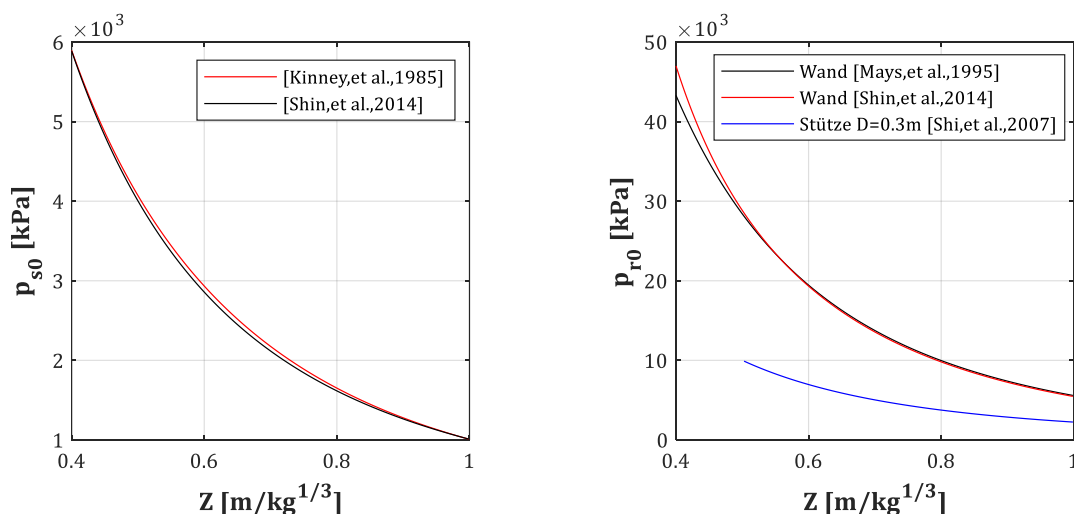 ×10³
6
5
4
3
2
1
0.4
0.6
0.8
1
p_s0 [kPa]
Z [m/kg^1/3]
[Kinney,et al.,1985]
[Shin,et al.,2014]
×10³
50
40
30
20
10
0
0.4
0.6
0.8
1
p_r0 [kPa]
Z [m/kg^1/3]
Wand [Mays,et al.,1995]
Wand [Shin,et al.,2014]
Stütze D=0.3m [Shi,et al.,2007]